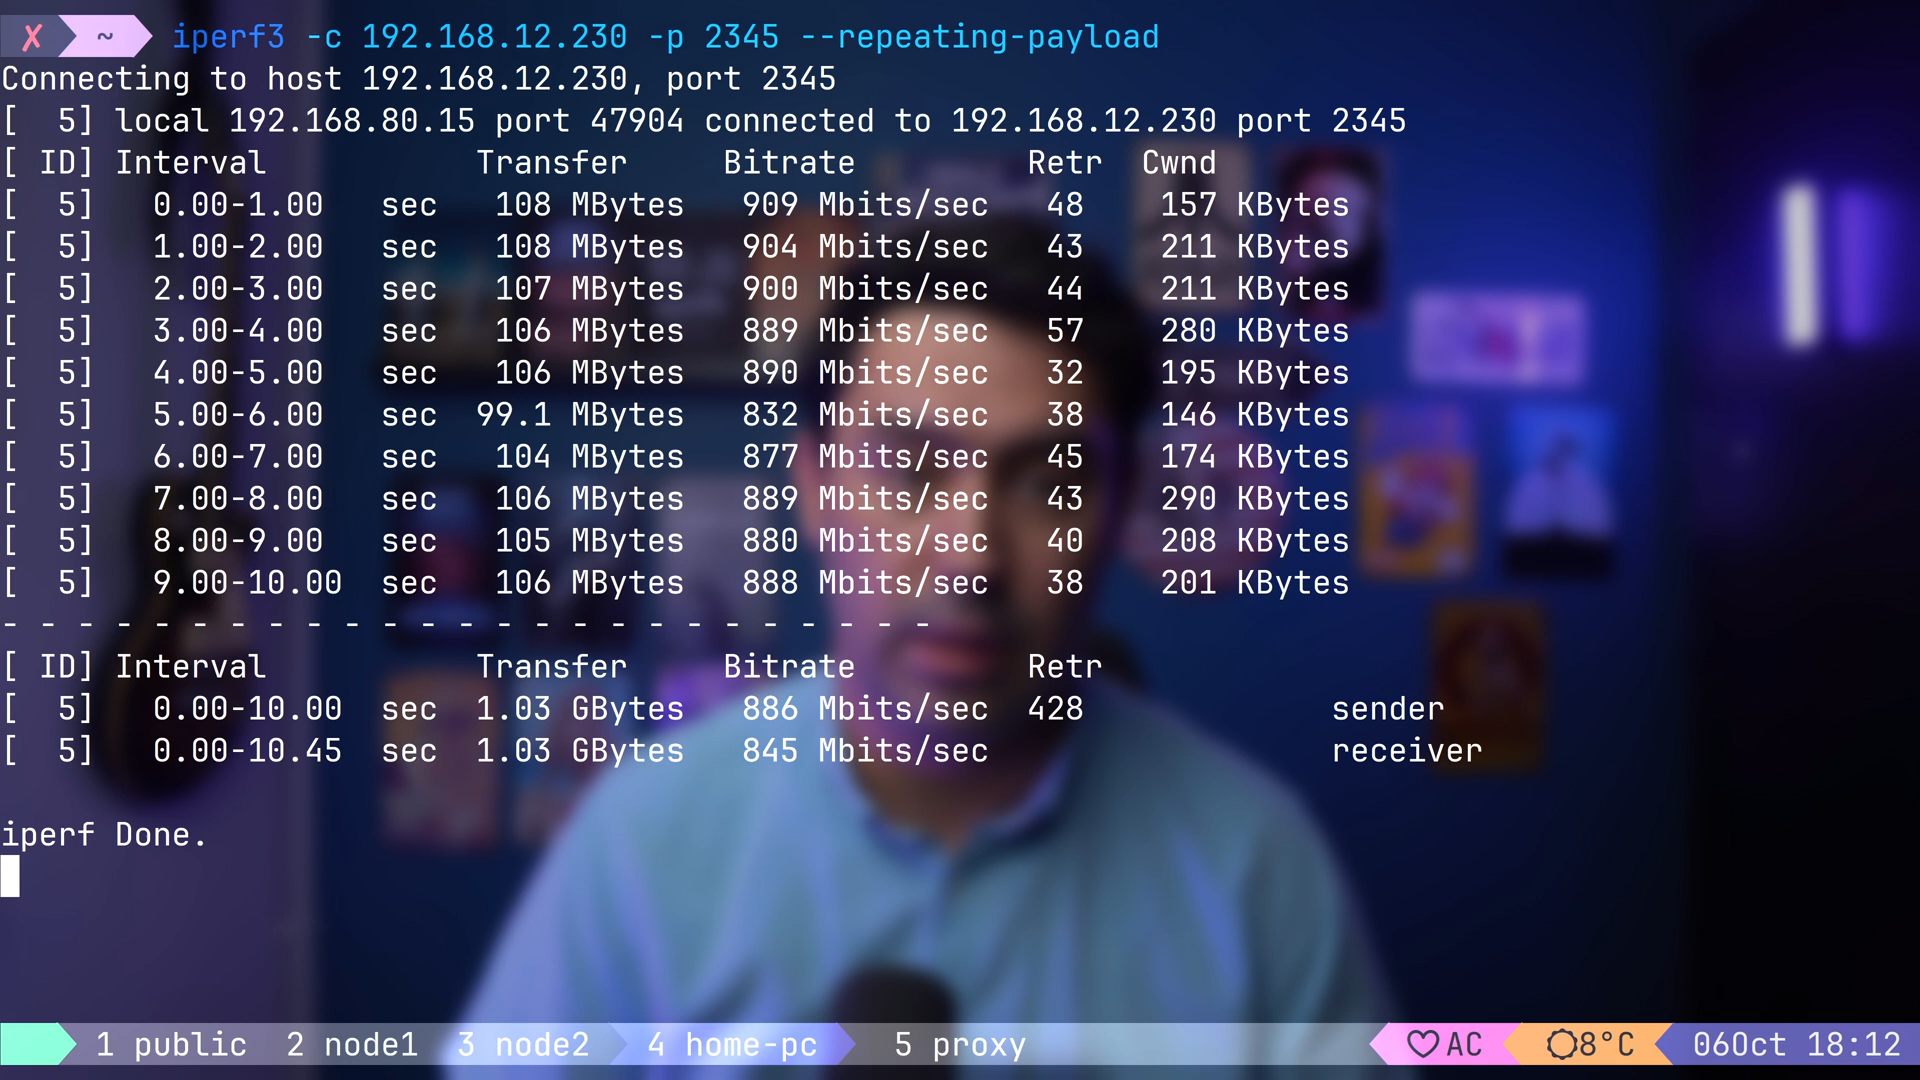 ✗ ~ iperf3 -c 192.168.12.230 -p 2345 --repeating-payload
Connecting to host 192.168.12.230, port 2345
[  5] local 192.168.80.15 port 47904 connected to 192.168.12.230 port 2345
[ ID] Interval           Transfer     Bitrate         Retr  Cwnd
[  5]   0.00-1.00   sec   108 MBytes   909 Mbits/sec   48    157 KBytes
[  5]   1.00-2.00   sec   108 MBytes   904 Mbits/sec   43    211 KBytes
[  5]   2.00-3.00   sec   107 MBytes   900 Mbits/sec   44    211 KBytes
[  5]   3.00-4.00   sec   106 MBytes   889 Mbits/sec   57    280 KBytes
[  5]   4.00-5.00   sec   106 MBytes   890 Mbits/sec   32    195 KBytes
[  5]   5.00-6.00   sec  99.1 MBytes   832 Mbits/sec   38    146 KBytes
[  5]   6.00-7.00   sec   104 MBytes   877 Mbits/sec   45    174 KBytes
[  5]   7.00-8.00   sec   106 MBytes   889 Mbits/sec   43    290 KBytes
[  5]   8.00-9.00   sec   105 MBytes   880 Mbits/sec   40    208 KBytes
[  5]   9.00-10.00  sec   106 MBytes   888 Mbits/sec   38    201 KBytes
- - - - - - - - - - - - - - - - - - - - - - - - -
[ ID] Interval           Transfer     Bitrate         Retr
[  5]   0.00-10.00  sec  1.03 GBytes   886 Mbits/sec  428             sender
[  5]   0.00-10.45  sec  1.03 GBytes   845 Mbits/sec                  receiver
iperf Done.
1 public 2 node1 3 node2 4 home-pc 5 proxy ♡ AC 8°C 06Oct 18:12